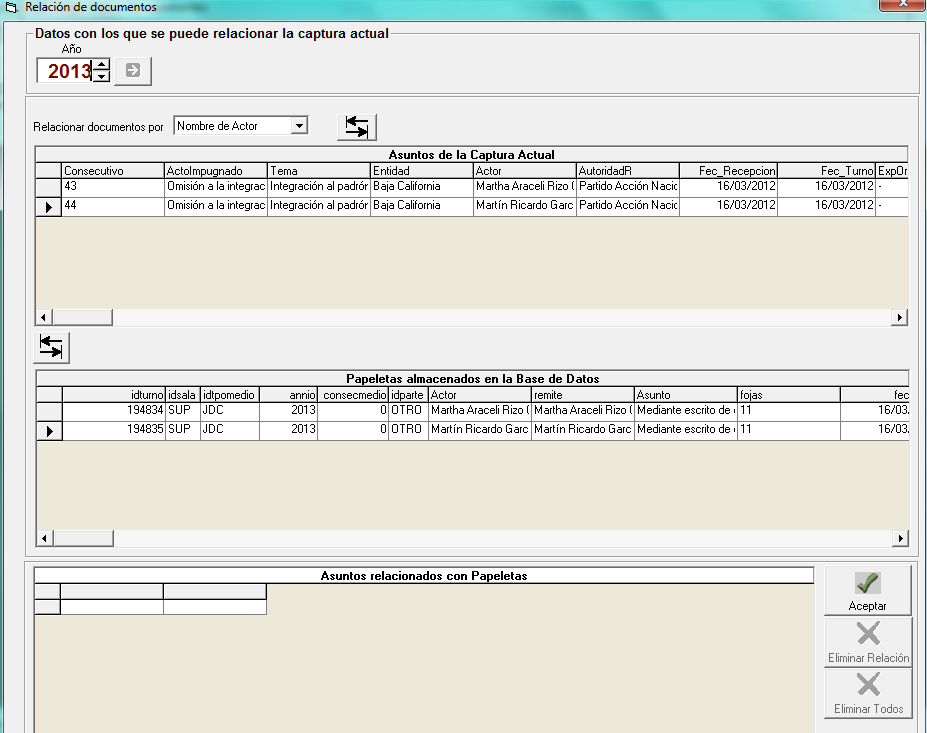 Relación de documentos
Datos con los que se puede relacionar la captura actual
Año
2013
Relacionar documentos por Nombre de Actor
Asuntos de la Captura Actual
Consecutivo ActoImpugnado Tema Entidad Actor AutoridadR Fec_Recepcion Fec_Turno ExpOr
43 Omisión a la integrac Integración al padrór Baja California Martha Araceli Rizo ( Partido Acción Nacic 16/03/2012 16/03/2012 -
44 Omisión a la integrac Integración al padrór Baja California Martín Ricardo Garc Partido Acción Nacic 16/03/2012 16/03/2012 -
Papeletas almacenados en la Base de Datos
idturno idsala idtpomedio annio consecmedio idparte Actor remite Asunto fojas fec
194834 SUP JDC 2013 0 OTRO Martha Araceli Rizo ( Martha Araceli Rizo ( Mediante escrito de 11 16/03.
194835 SUP JDC 2013 0 OTRO Martín Ricardo Garc Martín Ricardo Garc Mediante escrito de 11 16/03.
Asuntos relacionados con Papeletas
Aceptar
Eliminar Relación
Eliminar Todos